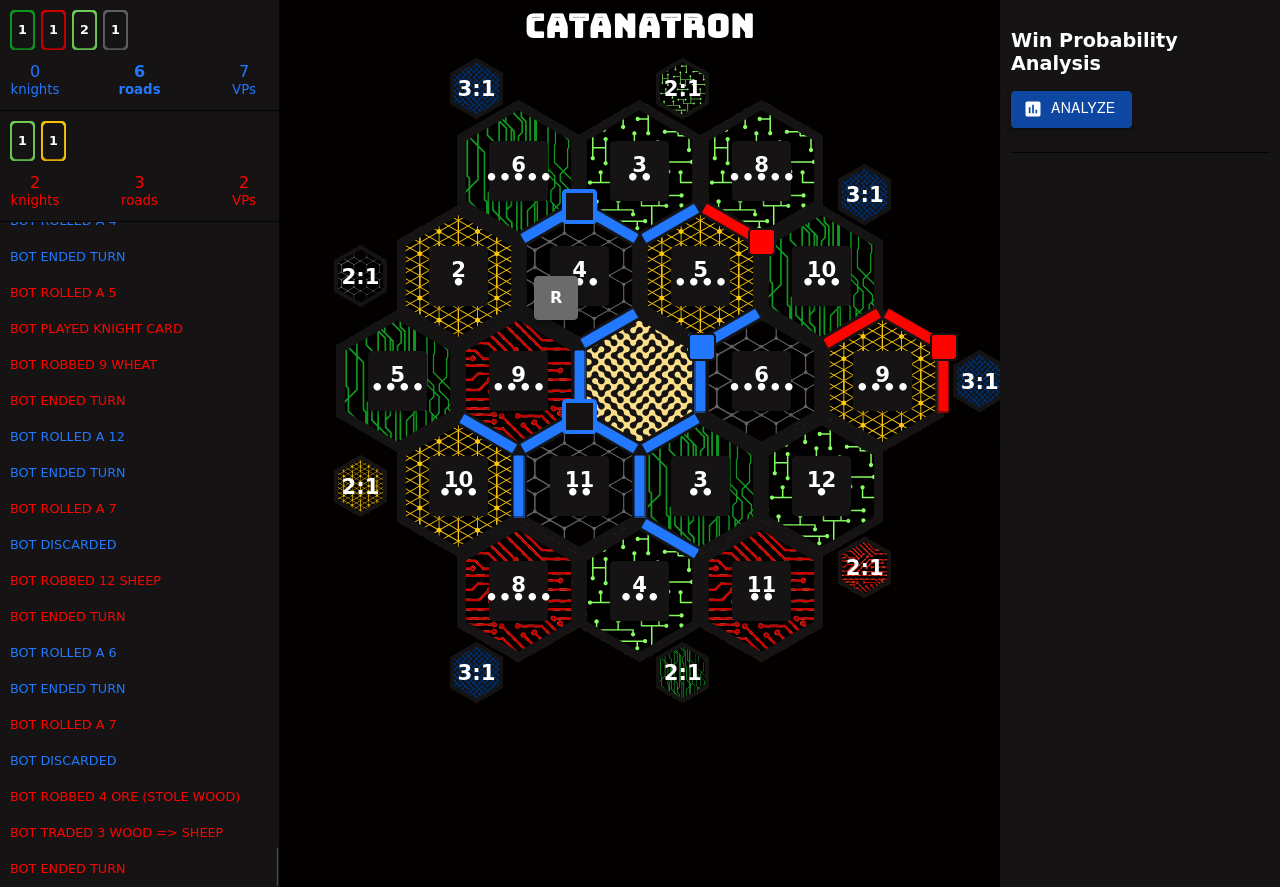 CATANATRON
1 1 2 1
0 6 7
knights roads VPs
1 1
2 3 2
knights roads VPs
BOT ROLLED A 4
BOT ENDED TURN
BOT ROLLED A 5
BOT PLAYED KNIGHT CARD
BOT ROBBED 9 WHEAT
BOT ENDED TURN
BOT ROLLED A 12
BOT ENDED TURN
BOT ROLLED A 7
BOT DISCARDED
BOT ROBBED 12 SHEEP
BOT ENDED TURN
BOT ROLLED A 6
BOT ENDED TURN
BOT ROLLED A 7
BOT DISCARDED
BOT ROBBED 4 ORE (STOLE WOOD)
BOT TRADED 3 WOOD => SHEEP
BOT ENDED TURN
3:1 2:1
6 3 8
3:1
2:1 2 4 5 10
R
5 9 6 9 3:1
2:1 10 11 3 12
2:1
8 4 11
3:1 2:1
Win Probability
Analysis
ANALYZE